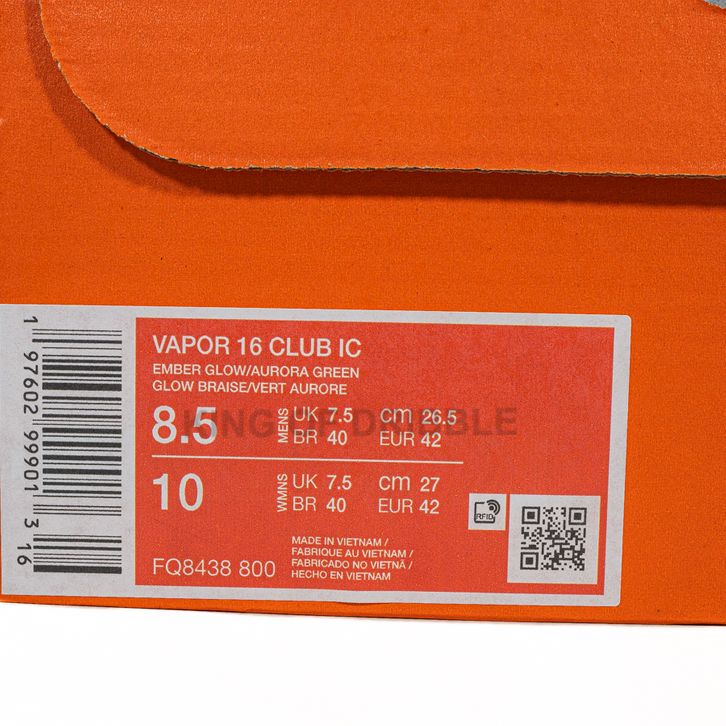 VAPOR 16 CLUB IC
EMBER GLOW/AURORA GREEN
GLOW BRAISE/VERT AURORE
8.5 MENS UK 7.5 cm 26.5
BR 40 EUR 42
KING OF DRIBBLE
10 WMNS UK 7.5 cm 27
BR 40 EUR 42
RFID
MADE IN VIETNAM /
FABRIQUE AU VIETNAM /
FABRICADO NO VIETNÃ /
HECHO EN VIETNAM
FQ8438 800
1 97602 99901 3 16